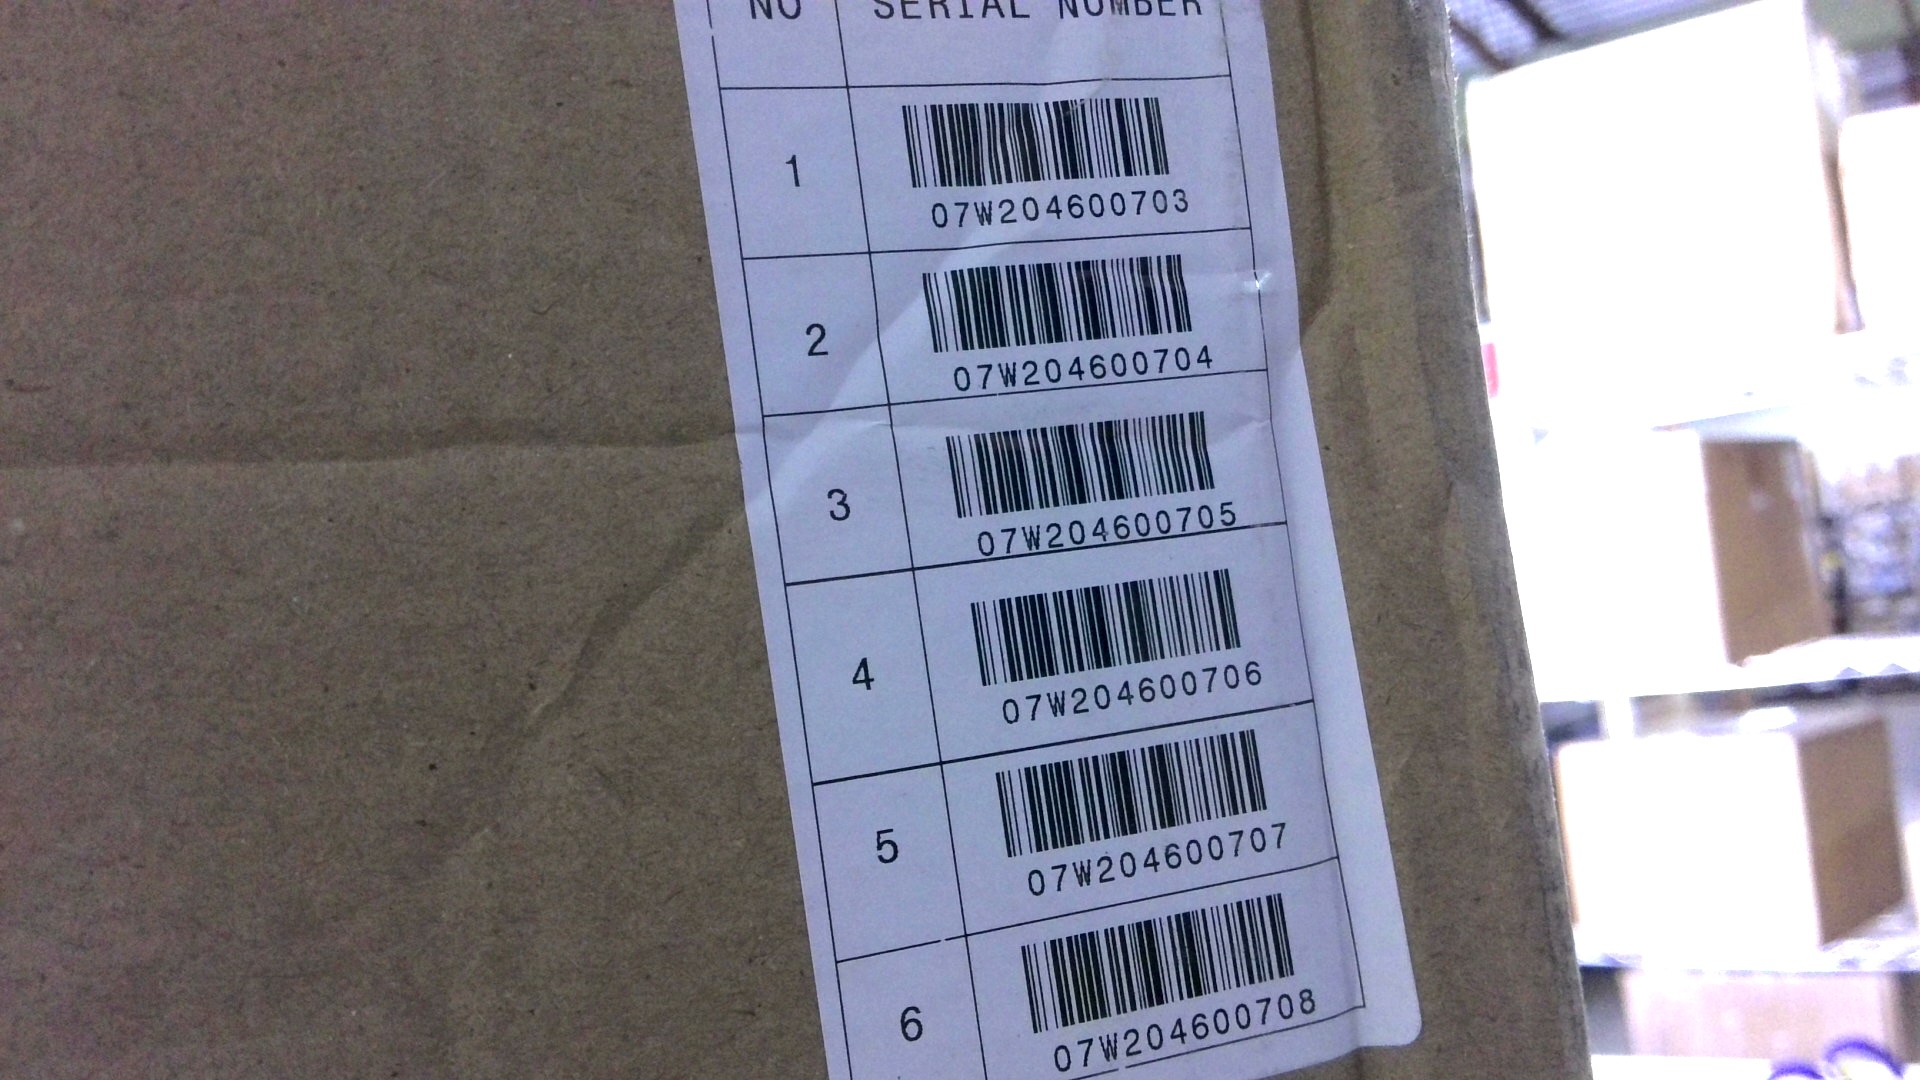 NO SERIAL NUMBER
1 07W204600703
2 07W204600704
3 07W204600705
4 07W204600706
5 07W204600707
6 07W204600708